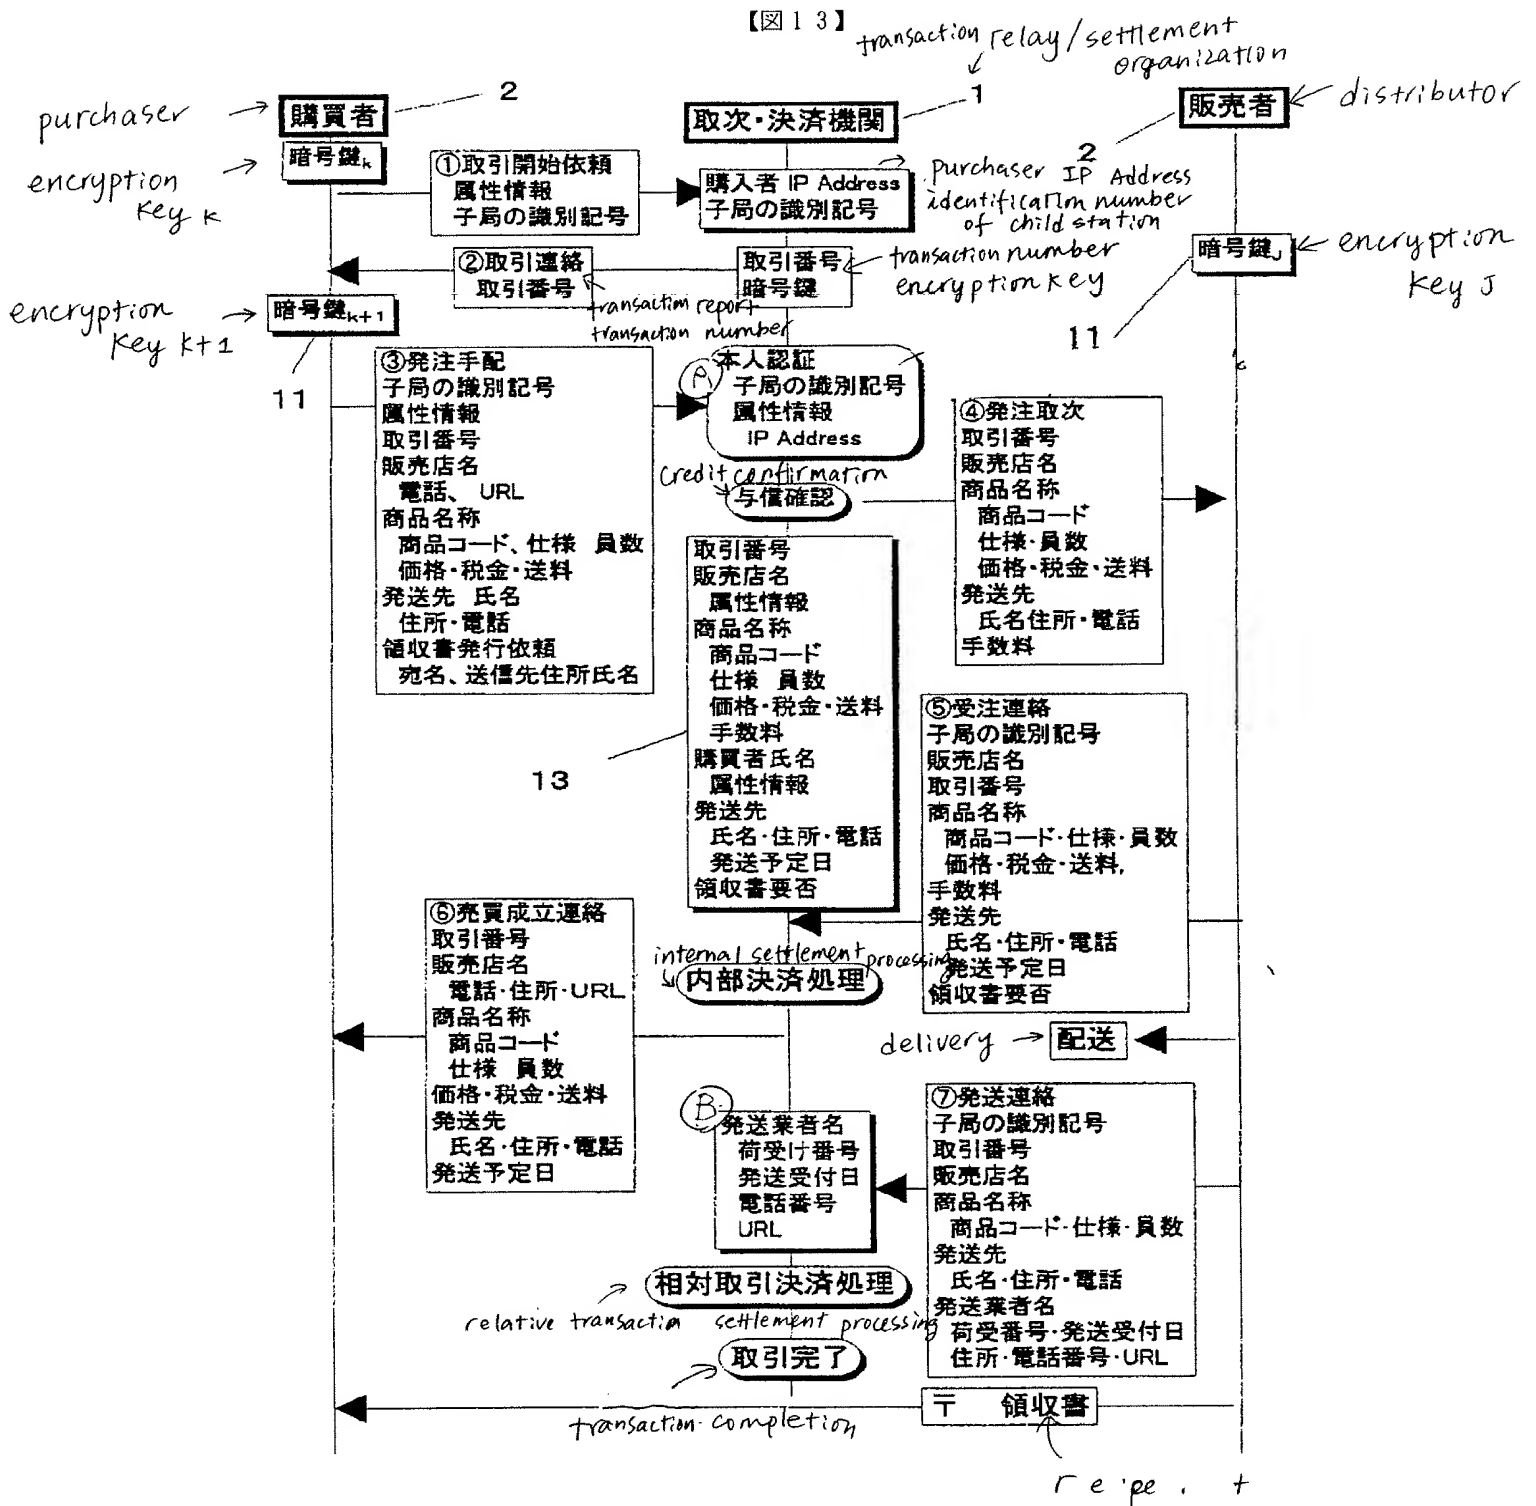 【図１３】
transaction relay/settlement
organization
purchaser
購買者
2
取次・決済機関
1
販売者
distributor
2
encryption
Key K
暗号鍵k
①取引開始依頼
属性情報
子局の識別記号
購入者 IP Address
子局の識別記号
purchaser IP Address
identification number
of child station
②取引連絡
取引番号
取引番号
暗号鍵
transaction number
encryption key
transaction report
transaction number
暗号鍵J
encryption
Key J
11
encryption
Key k+1
暗号鍵k+1
11
③発注手配
子局の識別記号
属性情報
取引番号
販売店名
電話、 URL
商品名称
商品コード、仕様 員数
価格・税金・送料
発送先 氏名
住所・電話
領収書発行依頼
宛名、送信先住所氏名
A
本人認証
子局の識別記号
属性情報
IP Address
credit confirmation
与信確認
④発注取次
取引番号
販売店名
商品名称
商品コード
仕様・員数
価格・税金・送料
発送先
氏名住所・電話
手数料
取引番号
販売店名
属性情報
商品名称
商品コード
仕様 員数
価格・税金・送料
手数料
購買者氏名
属性情報
発送先
氏名・住所・電話
発送予定日
領収書要否
13
⑤受注連絡
子局の識別記号
販売店名
取引番号
商品名称
商品コード・仕様・員数
価格・税金・送料,
手数料
発送先
氏名・住所・電話
発送予定日
領収書要否
internal settlement processing
内部決済処理
⑥売買成立連絡
取引番号
販売店名
電話・住所・URL
商品名称
商品コード
仕様 員数
価格・税金・送料
発送先
氏名・住所・電話
発送予定日
delivery
配送
B
発送業者名
荷受け番号
発送受付日
電話番号
URL
⑦発送連絡
子局の識別記号
取引番号
販売店名
商品名称
商品コード・仕様・員数
発送先
氏名・住所・電話
発送業者名
荷受番号・発送受付日
住所・電話番号・URL
相対取引決済処理
relative transaction settlement processing
取引完了
transaction completion
〒 領収書